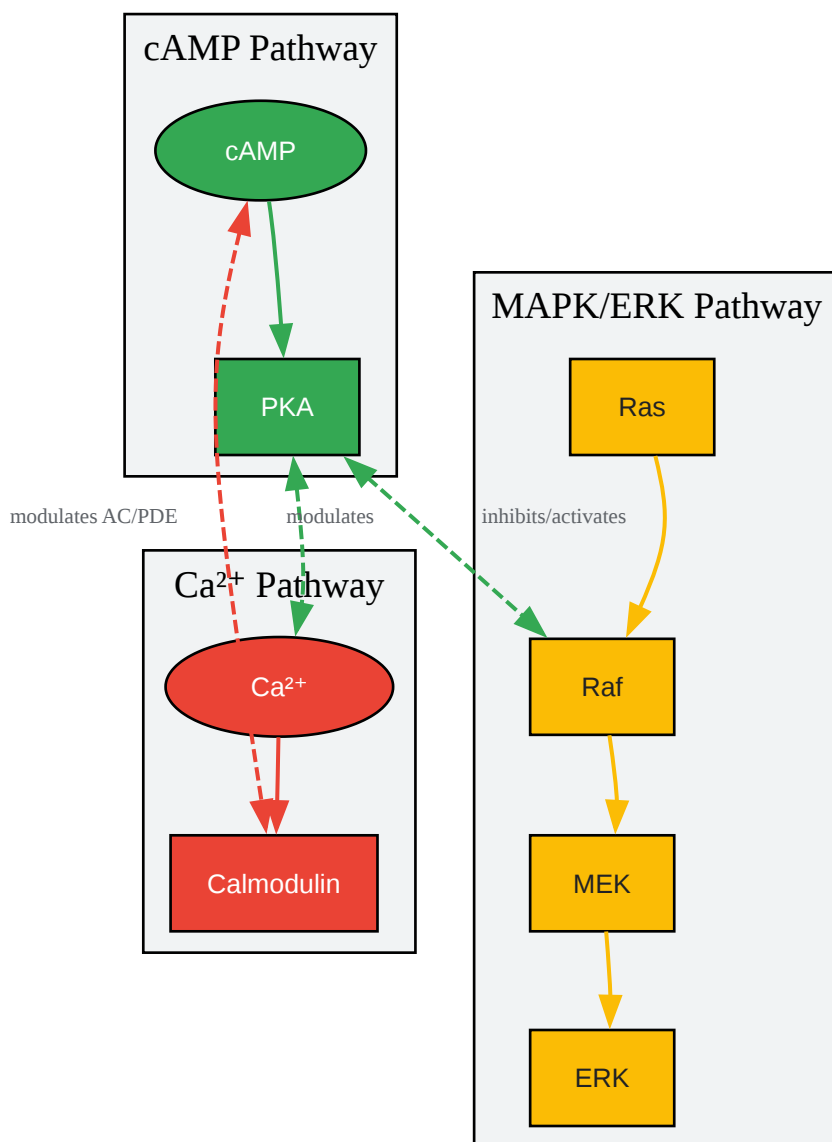 cAMP Pathway
cAMP
MAPK/ERK Pathway
PKA
Ras
modulates AC/PDE
modulates
inhibits/activates
Ca²⁺ Pathway
Ca²⁺
Raf
Calmodulin
MEK
ERK